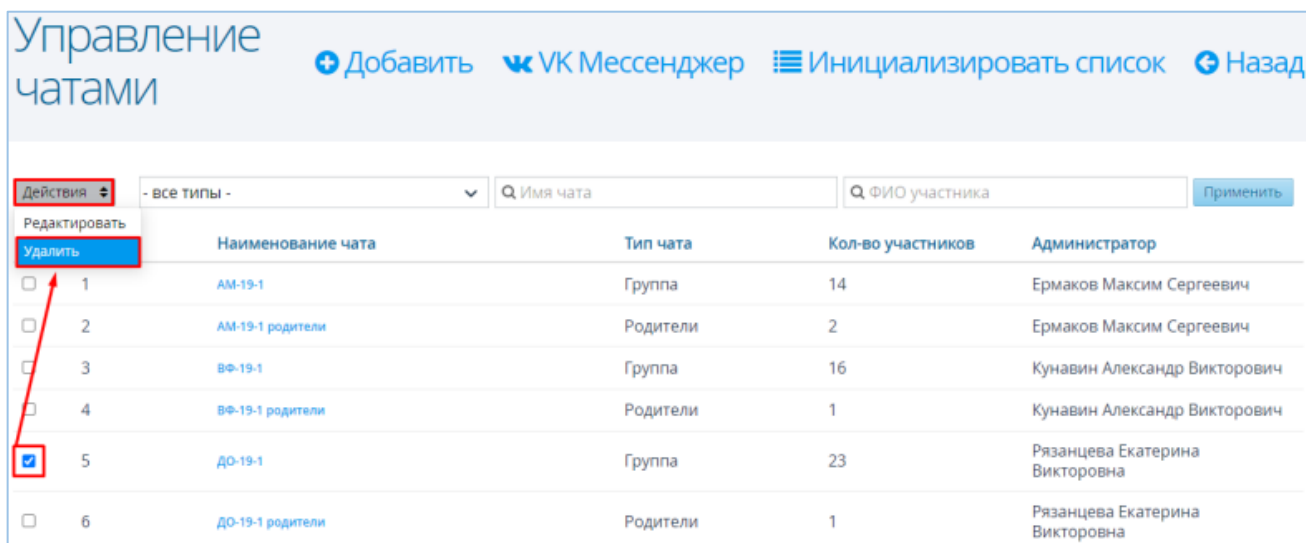 Управление
чатами
Добавить VK Мессенджер Инициализировать список Назад
Действия - все типы - Имя чата ФИО участника Применить
Редактировать
Удалить
Наименование чата Тип чата Кол-во участников Администратор
1 АМ-19-1 Группа 14 Ермаков Максим Сергеевич
2 АМ-19-1 родители Родители 2 Ермаков Максим Сергеевич
3 ВФ-19-1 Группа 16 Кунавин Александр Викторович
4 ВФ-19-1 родители Родители 1 Кунавин Александр Викторович
5 ДО-19-1 Группа 23 Рязанцева Екатерина
Викторовна
6 ДО-19-1 родители Родители 1 Рязанцева Екатерина
Викторовна